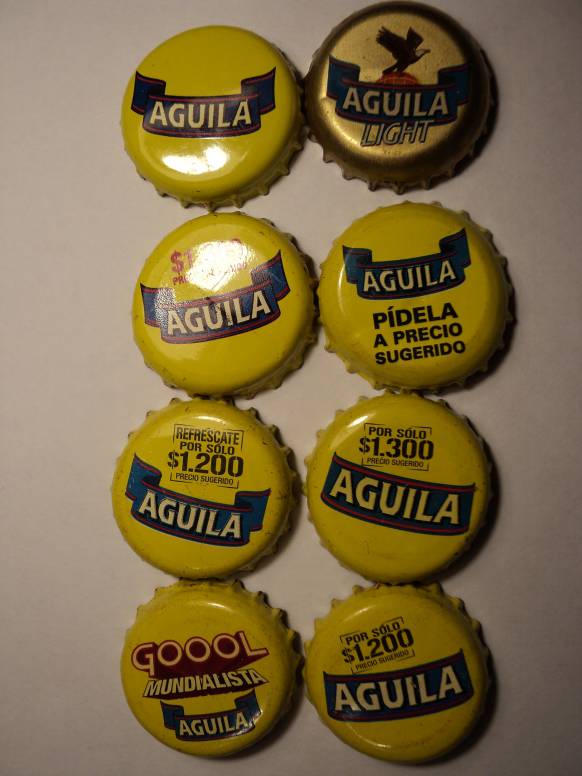 AGUILA
AGUILA
LIGHT
AGUILA
AGUILA
PÍDELA
A PRECIO
SUGERIDO
REFRESCATE
POR SÓLO
$1.200
PRECIO SUGERIDO
AGUILA
POR SÓLO
$1.300
PRECIO SUGERIDO
AGUILA
GOOOL
MUNDIALISTA
AGUILA
POR SÓLO
$1.200
PRECIO SUGERIDO
AGUILA